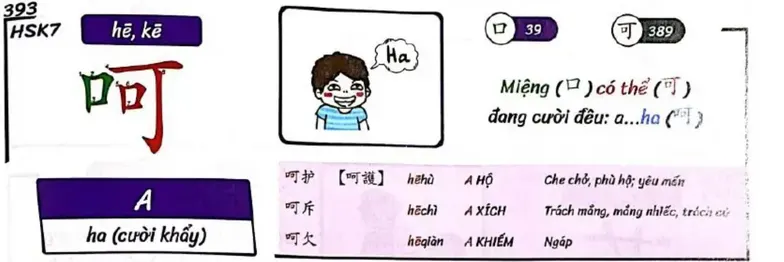 393
HSK7
hē, kē
呵
A
ha (cười khẩy)
Ha
口 39
可 389
Miệng (口) có thể (可)
đang cười đều: a...ha (呵)
呵护 【呵護】 hēhù A HỘ Che chở, phù hộ; yêu mến
呵斥 hēchì A XÍCH Trách mắng, mắng nhiếc, trách cứ
呵欠 hēqiàn A KHIẾM Ngáp